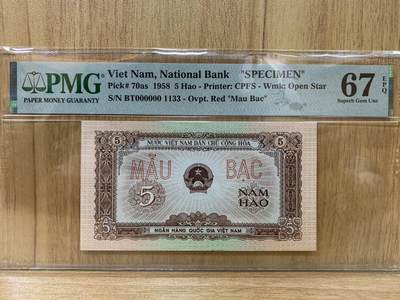 PMG
PAPER MONEY GUARANTY
Viet Nam, National Bank "SPECIMEN"
Pick# 70as 1958 5 Hao - Printer: CPFS - Wmk: Open Star
S/N BT000000 1133 - Ovpt. Red "Mau Bac"
67 EPQ
Superb Gem Unc
5 NƯỚC VIỆT NAM DÂN CHỦ CỘNG HÒA 5
MẪU BẠC
5 NĂM HÀO
NGÂN HÀNG QUỐC GIA VIỆT NAM